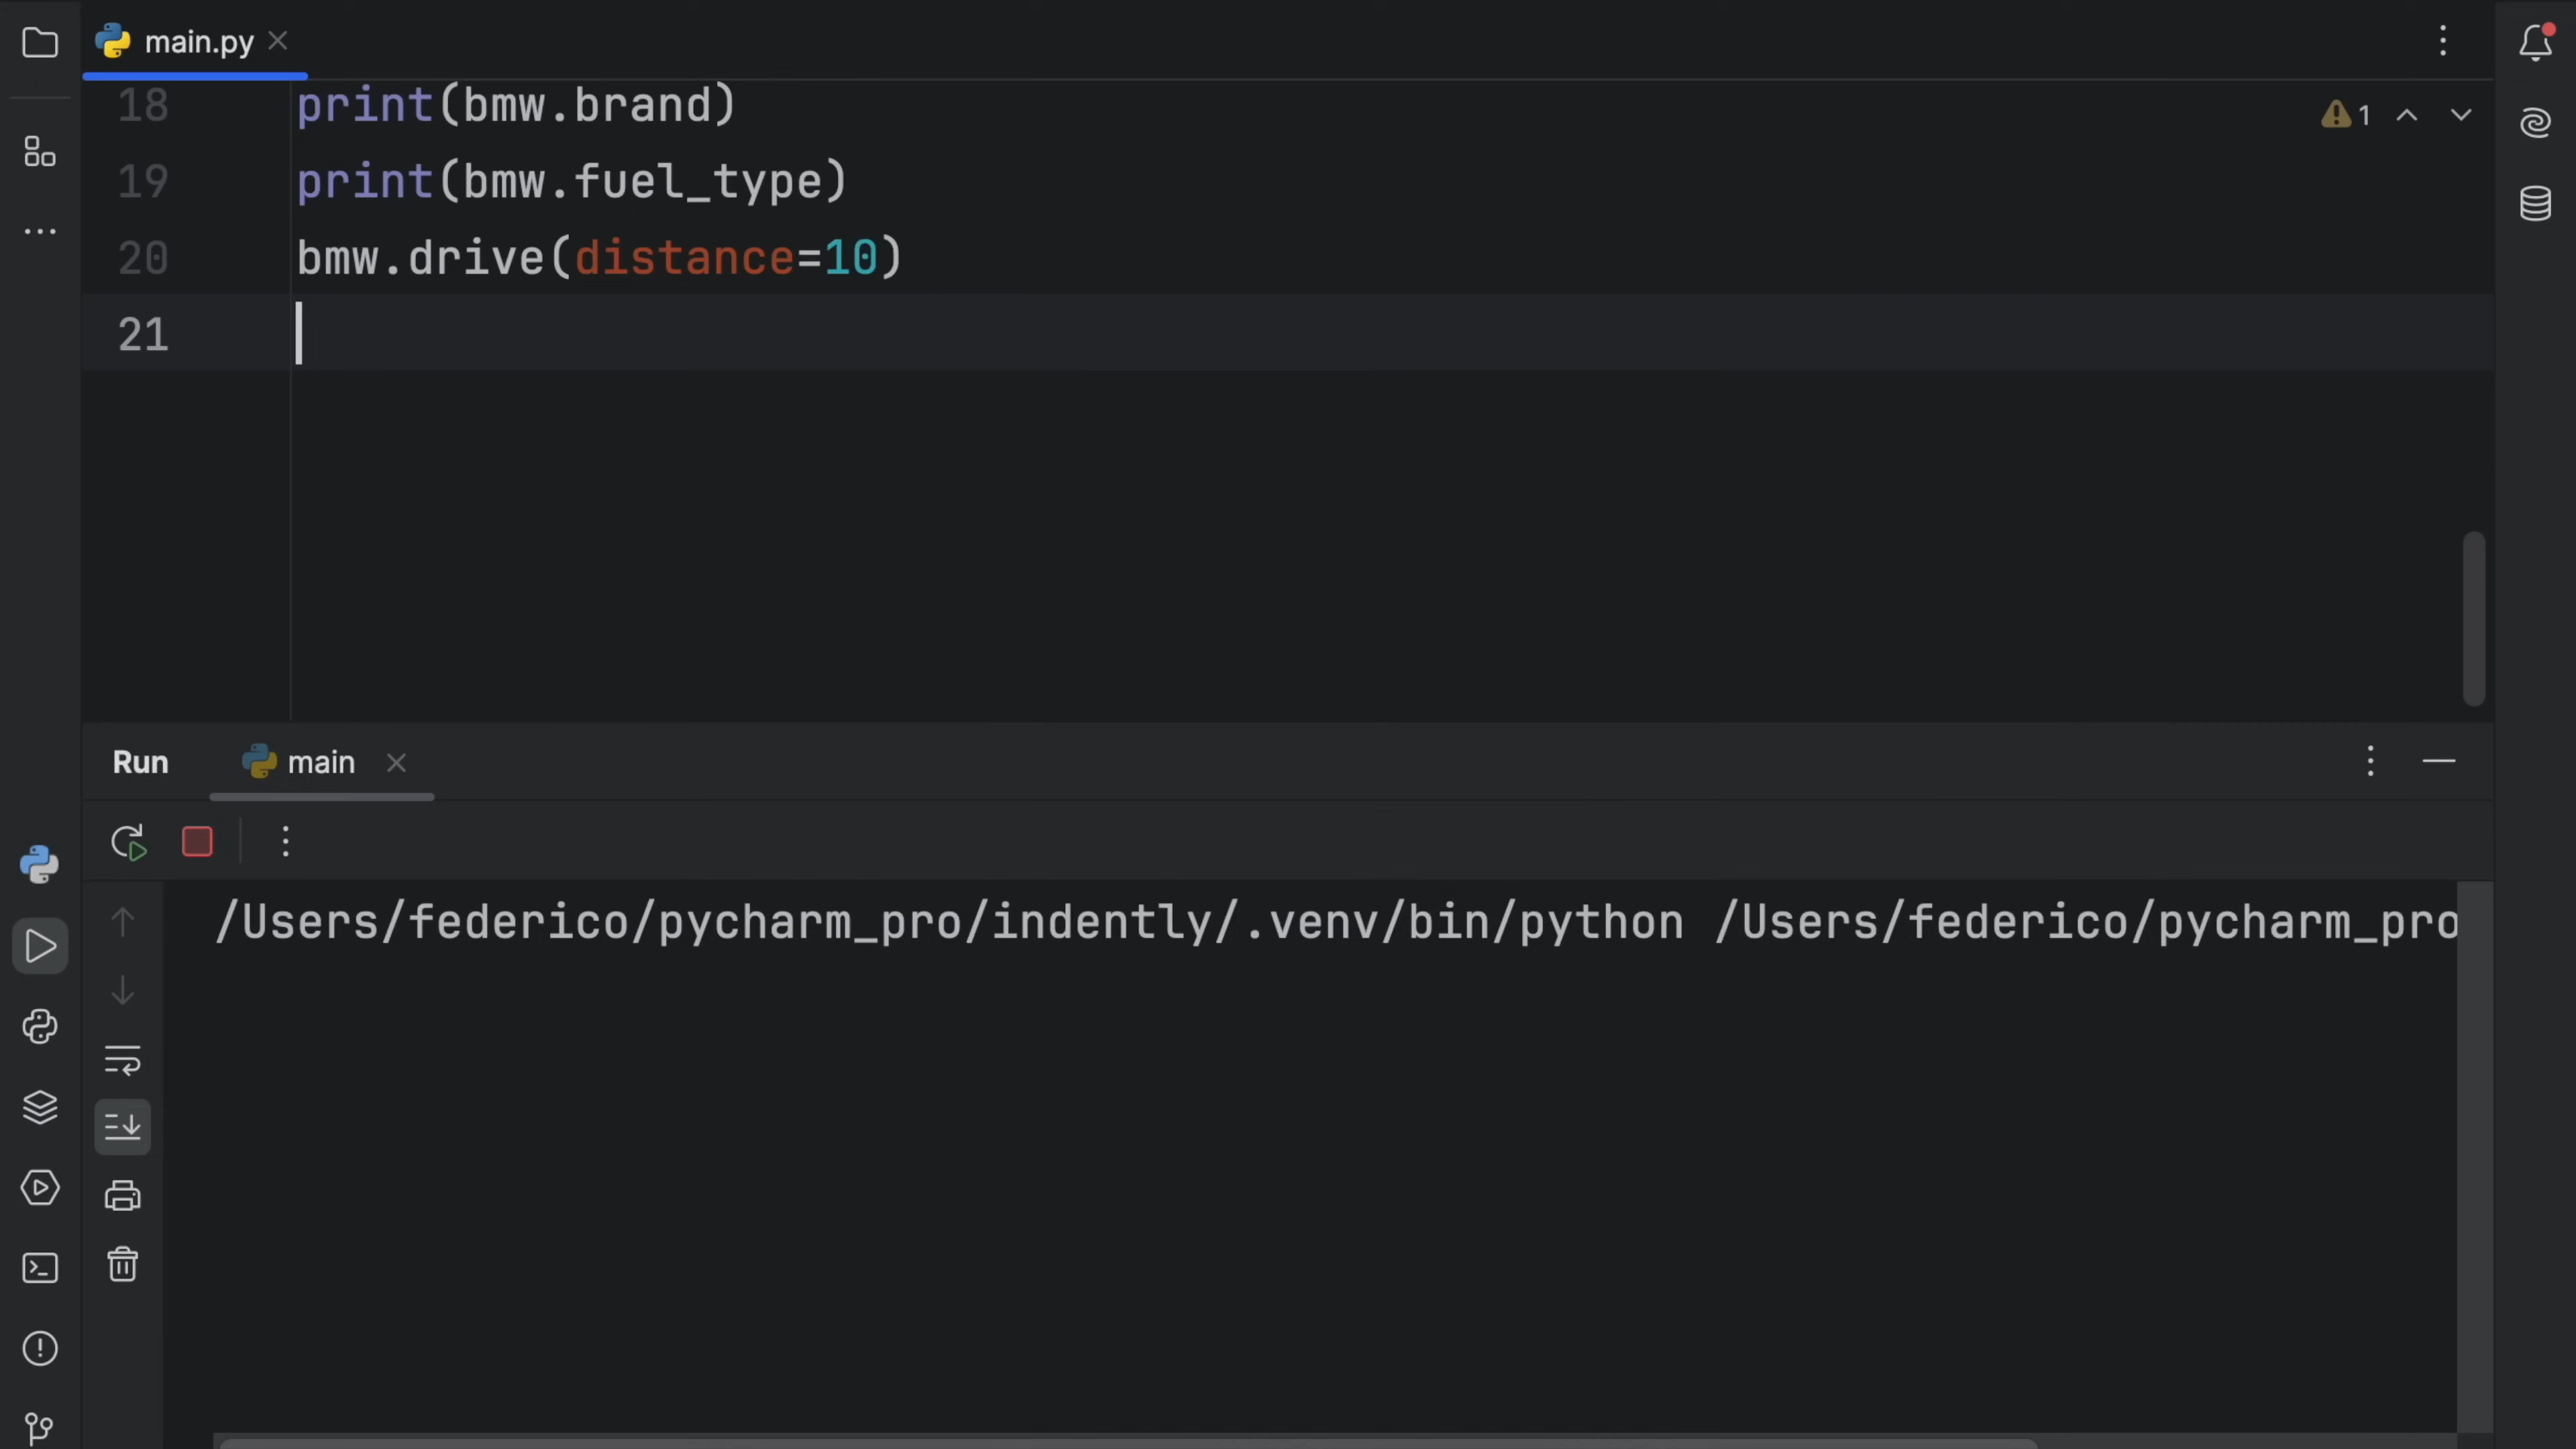 main.py
18 print(bmw.brand)
1
19 print(bmw.fuel_type)
20 bmw.drive(distance=10)
21
Run main
/Users/federico/pycharm_pro/indently/.venv/bin/python /Users/federico/pycharm_pro